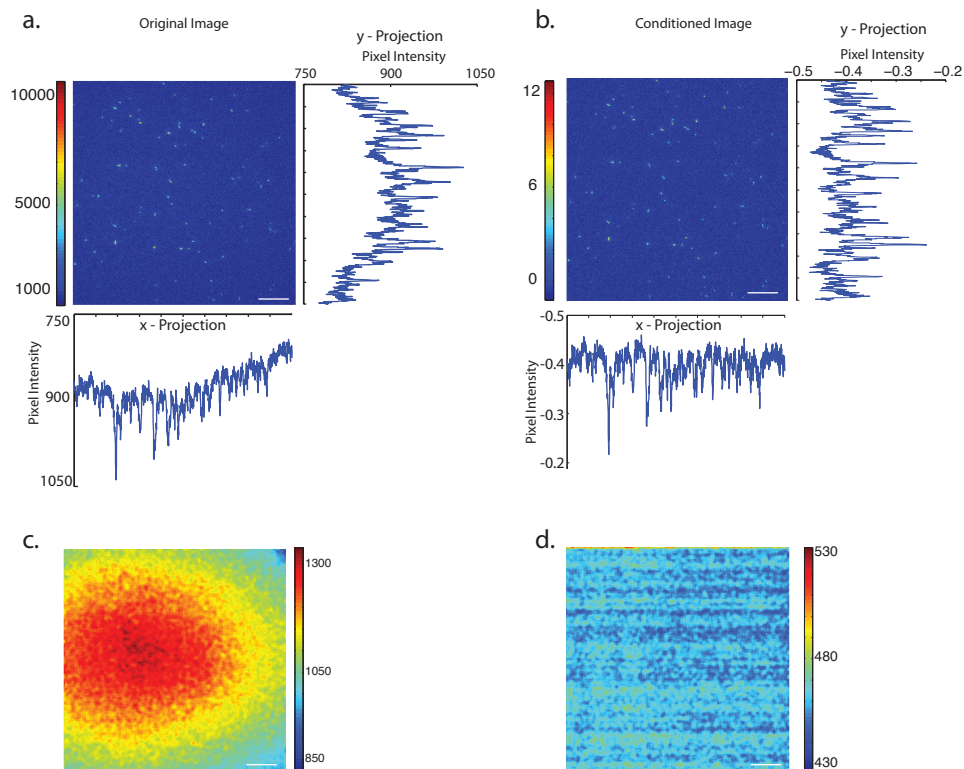 a.
Original Image
y - Projection
Pixel Intensity
750
900
1050
10000
5000
1000
x - Projection
Pixel Intensity
750
900
1050
b.
Conditioned Image
y - Projection
Pixel Intensity
−0.5
−0.4
−0.3
−0.2
12
6
0
x - Projection
Pixel Intensity
-0.5
-0.4
-0.3
-0.2
c.
1300
1050
850
d.
530
480
430